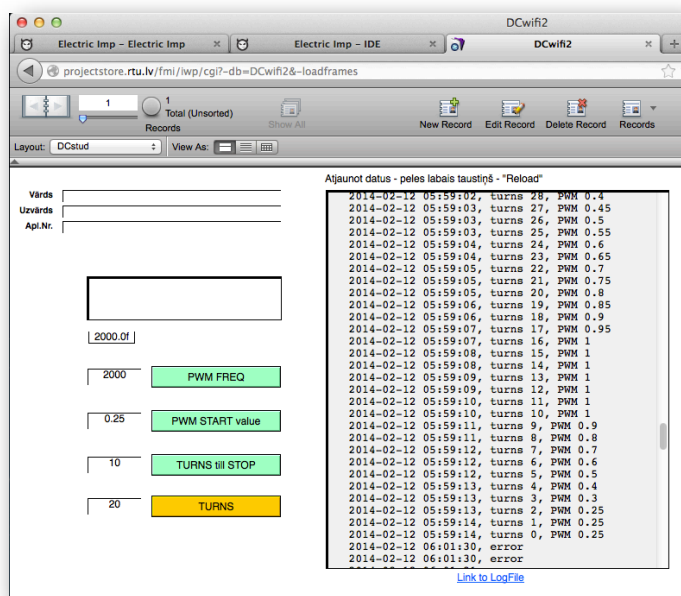 DCwifi2
Electric Imp – Electric Imp ×
Electric Imp – IDE ×
DCwifi2 ×
projectstore.rtu.lv/fmi/iwp/cgi?-db=DCwifi2&-loadframes
1
1
Total (Unsorted)
Records
Show All
New Record
Edit Record
Delete Record
Records
Layout: DCstud
View As:
Atjaunot datus - peles labais taustiņš - "Reload"
Vārds
Uzvārds
Apl.Nr.
2000.0f
2000 PWM FREQ
0.25 PWM START value
10 TURNS till STOP
20 TURNS
2014-02-12 05:59:02, turns 28, PWM 0.4
2014-02-12 05:59:03, turns 27, PWM 0.45
2014-02-12 05:59:03, turns 26, PWM 0.5
2014-02-12 05:59:03, turns 25, PWM 0.55
2014-02-12 05:59:04, turns 24, PWM 0.6
2014-02-12 05:59:04, turns 23, PWM 0.65
2014-02-12 05:59:05, turns 22, PWM 0.7
2014-02-12 05:59:05, turns 21, PWM 0.75
2014-02-12 05:59:05, turns 20, PWM 0.8
2014-02-12 05:59:06, turns 19, PWM 0.85
2014-02-12 05:59:06, turns 18, PWM 0.9
2014-02-12 05:59:07, turns 17, PWM 0.95
2014-02-12 05:59:07, turns 16, PWM 1
2014-02-12 05:59:08, turns 15, PWM 1
2014-02-12 05:59:08, turns 14, PWM 1
2014-02-12 05:59:09, turns 13, PWM 1
2014-02-12 05:59:09, turns 12, PWM 1
2014-02-12 05:59:10, turns 11, PWM 1
2014-02-12 05:59:10, turns 10, PWM 1
2014-02-12 05:59:11, turns 9, PWM 0.9
2014-02-12 05:59:11, turns 8, PWM 0.8
2014-02-12 05:59:12, turns 7, PWM 0.7
2014-02-12 05:59:12, turns 6, PWM 0.6
2014-02-12 05:59:12, turns 5, PWM 0.5
2014-02-12 05:59:13, turns 4, PWM 0.4
2014-02-12 05:59:13, turns 3, PWM 0.3
2014-02-12 05:59:13, turns 2, PWM 0.25
2014-02-12 05:59:14, turns 1, PWM 0.25
2014-02-12 05:59:14, turns 0, PWM 0.25
2014-02-12 06:01:30, error
2014-02-12 06:01:30, error
Link to LogFile